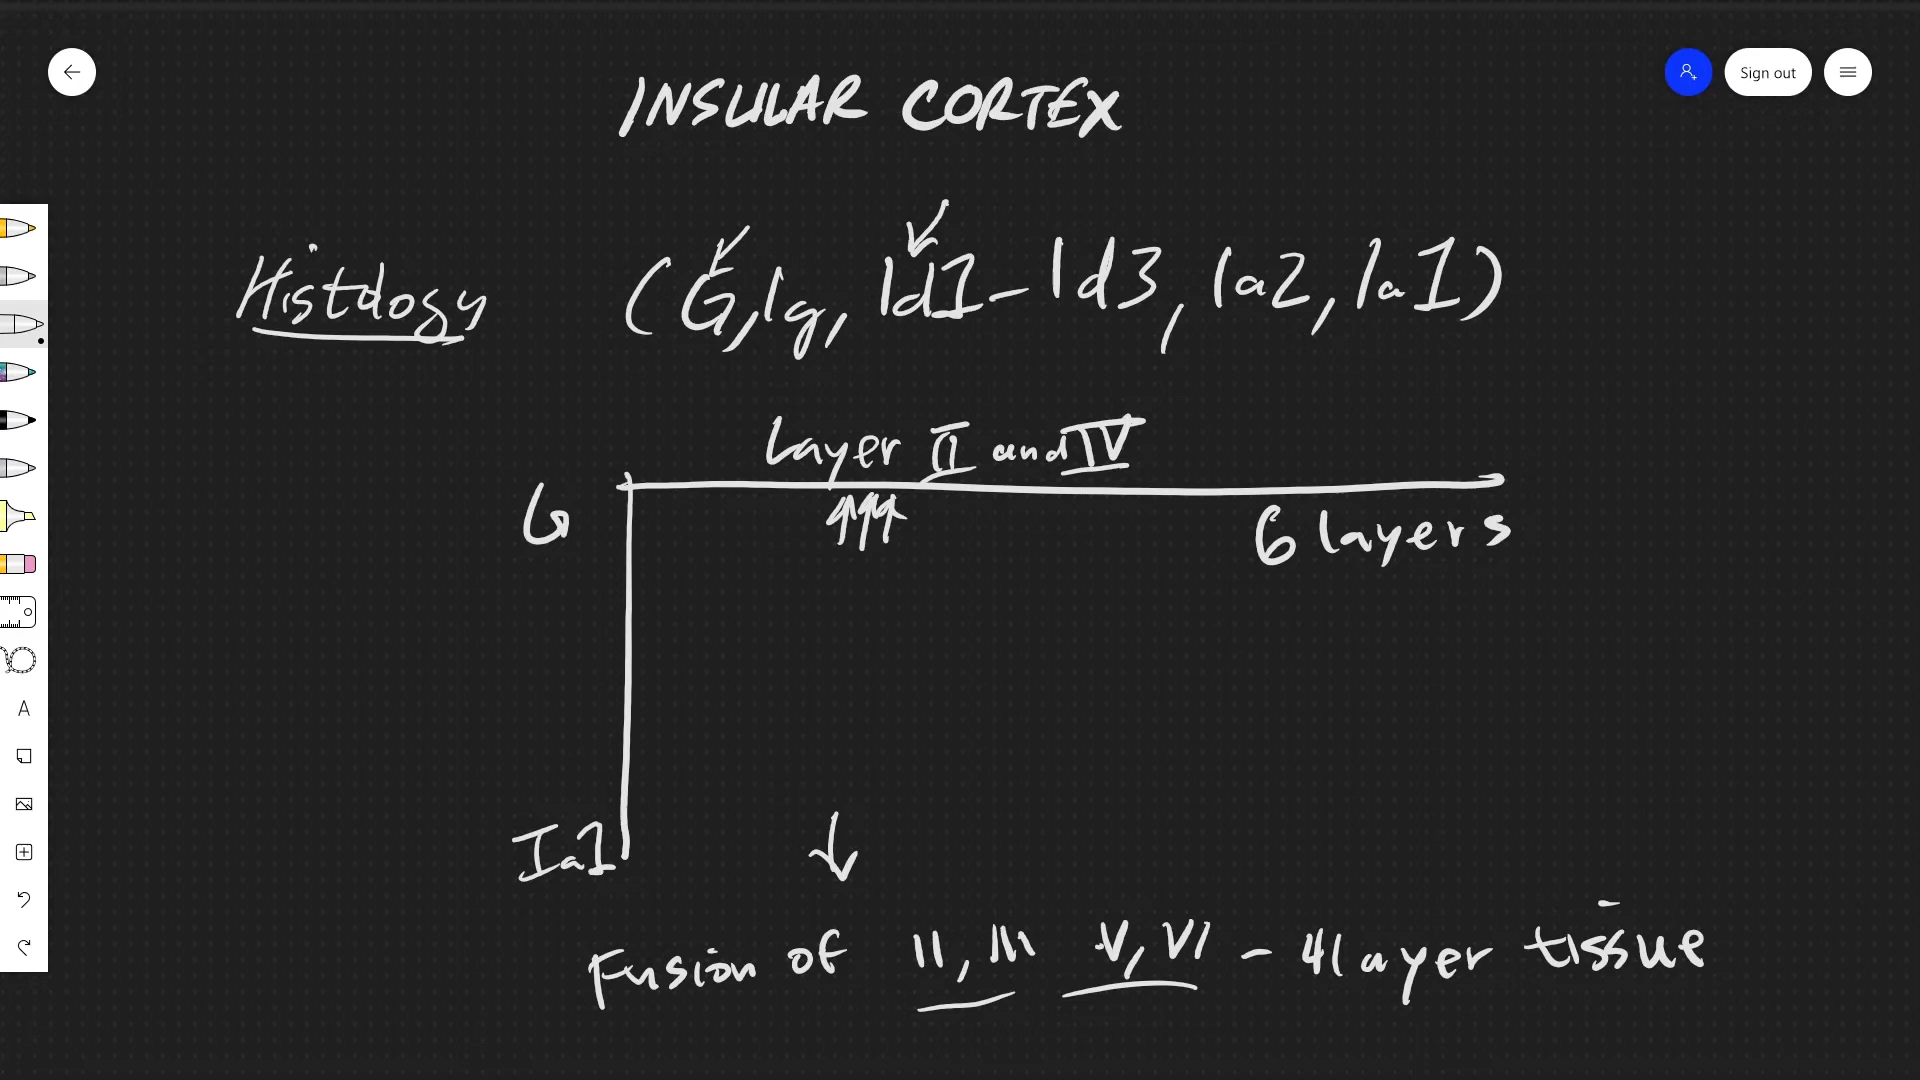 INSULAR CORTEX
Sign out
Histology (G, Ig, Id1 - Id3, Ia2, Ia1)
Layer II and IV
G
6 layers
Ia1
Fusion of II, III V, VI - 4 layer tissue